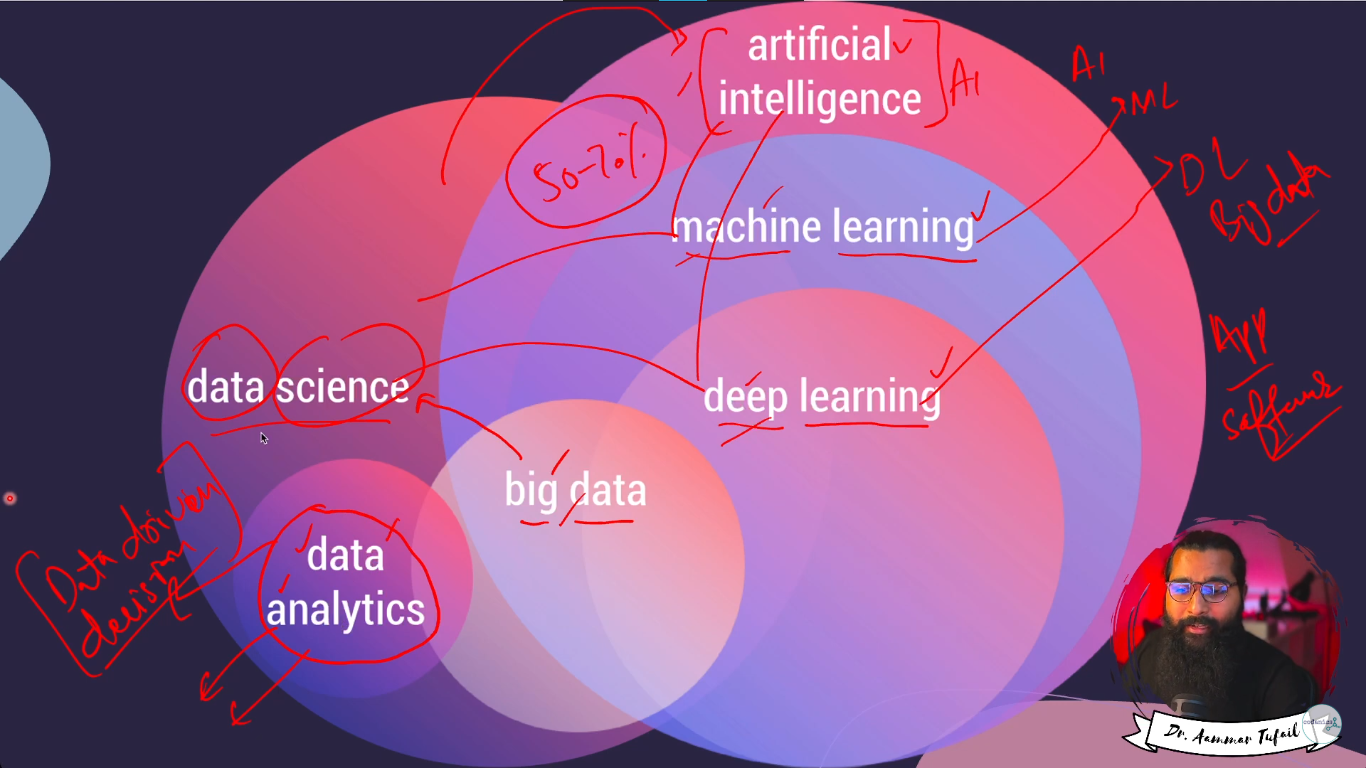 artificial
intelligence
AI
AI
ML
50-70%
DL
Big data
machine learning
App
data science
deep learning
big data
Data driven
decision
data
analytics
Dr. Aammar Tufail